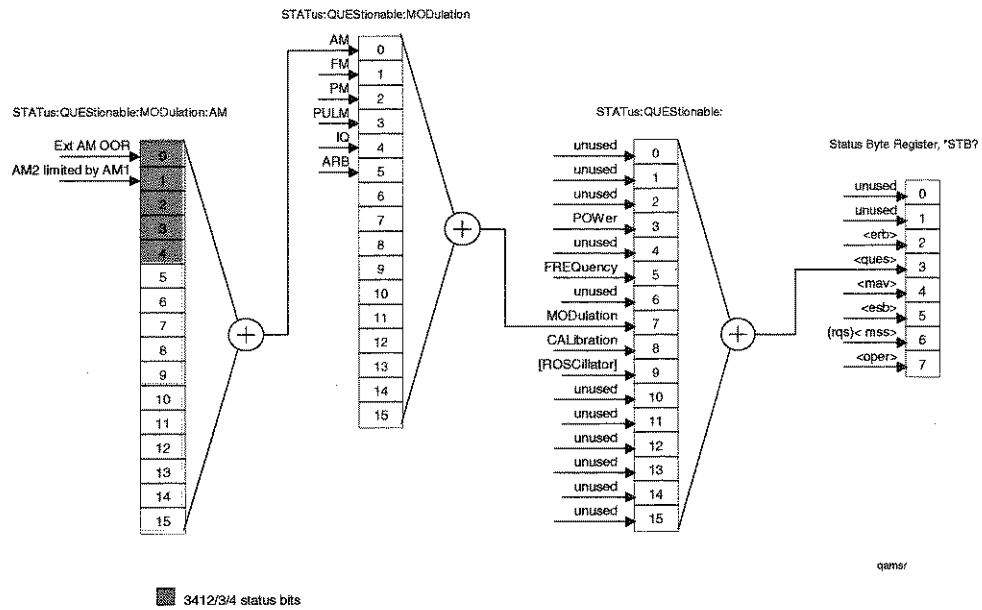 STATus:QUEStionable:MODulation
AM 0
FM 1
PM 2
PULM 3
IQ 4
ARB 5
6
7
8
9
10
11
12
13
14
15
STATus:QUEStionable:MODulation:AM
Ext AM OOR 0
AM2 limited by AM1 1
2
3
4
5
6
7
8
9
10
11
12
13
14
15
STATus:QUEStionable:
unused 0
unused 1
unused 2
POWer 3
unused 4
FREQuency 5
unused 6
MODulation 7
CALibration 8
[ROSCillator] 9
unused 10
unused 11
unused 12
unused 13
unused 14
unused 15
Status Byte Register, *STB?
unused 0
unused 1
<erb> 2
<ques> 3
<mav> 4
<esb> 5
(rqs)< mss> 6
<oper> 7
qamsr
3412/3/4 status bits